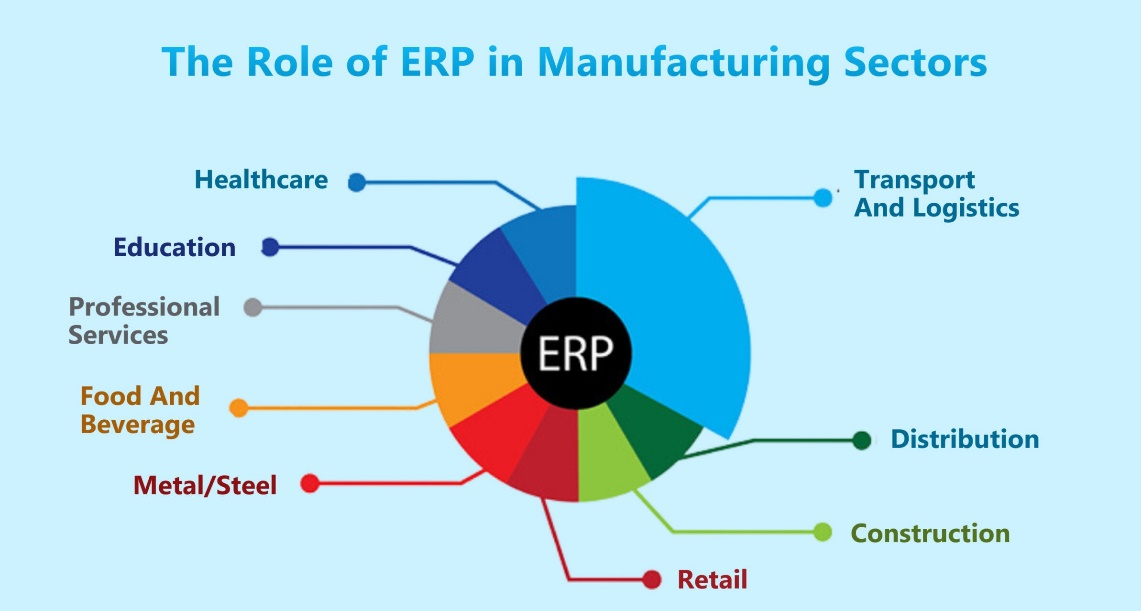 The Role of ERP in Manufacturing Sectors
Healthcare
Transport
And Logistics
Education
Professional
Services
ERP
Food And
Beverage
Distribution
Metal/Steel
Construction
Retail